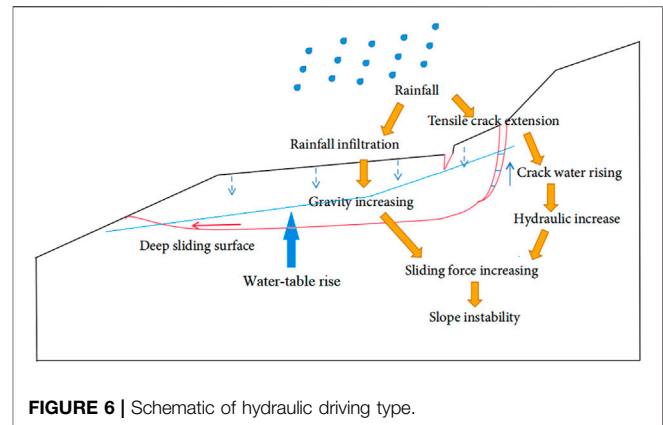 Rainfall
Tensile crack extension
Rainfall infiltration
Crack water rising
Gravity increasing
Hydraulic increase
Deep sliding surface
Sliding force increasing
Water-table rise
Slope instability
FIGURE 6 | Schematic of hydraulic driving type.